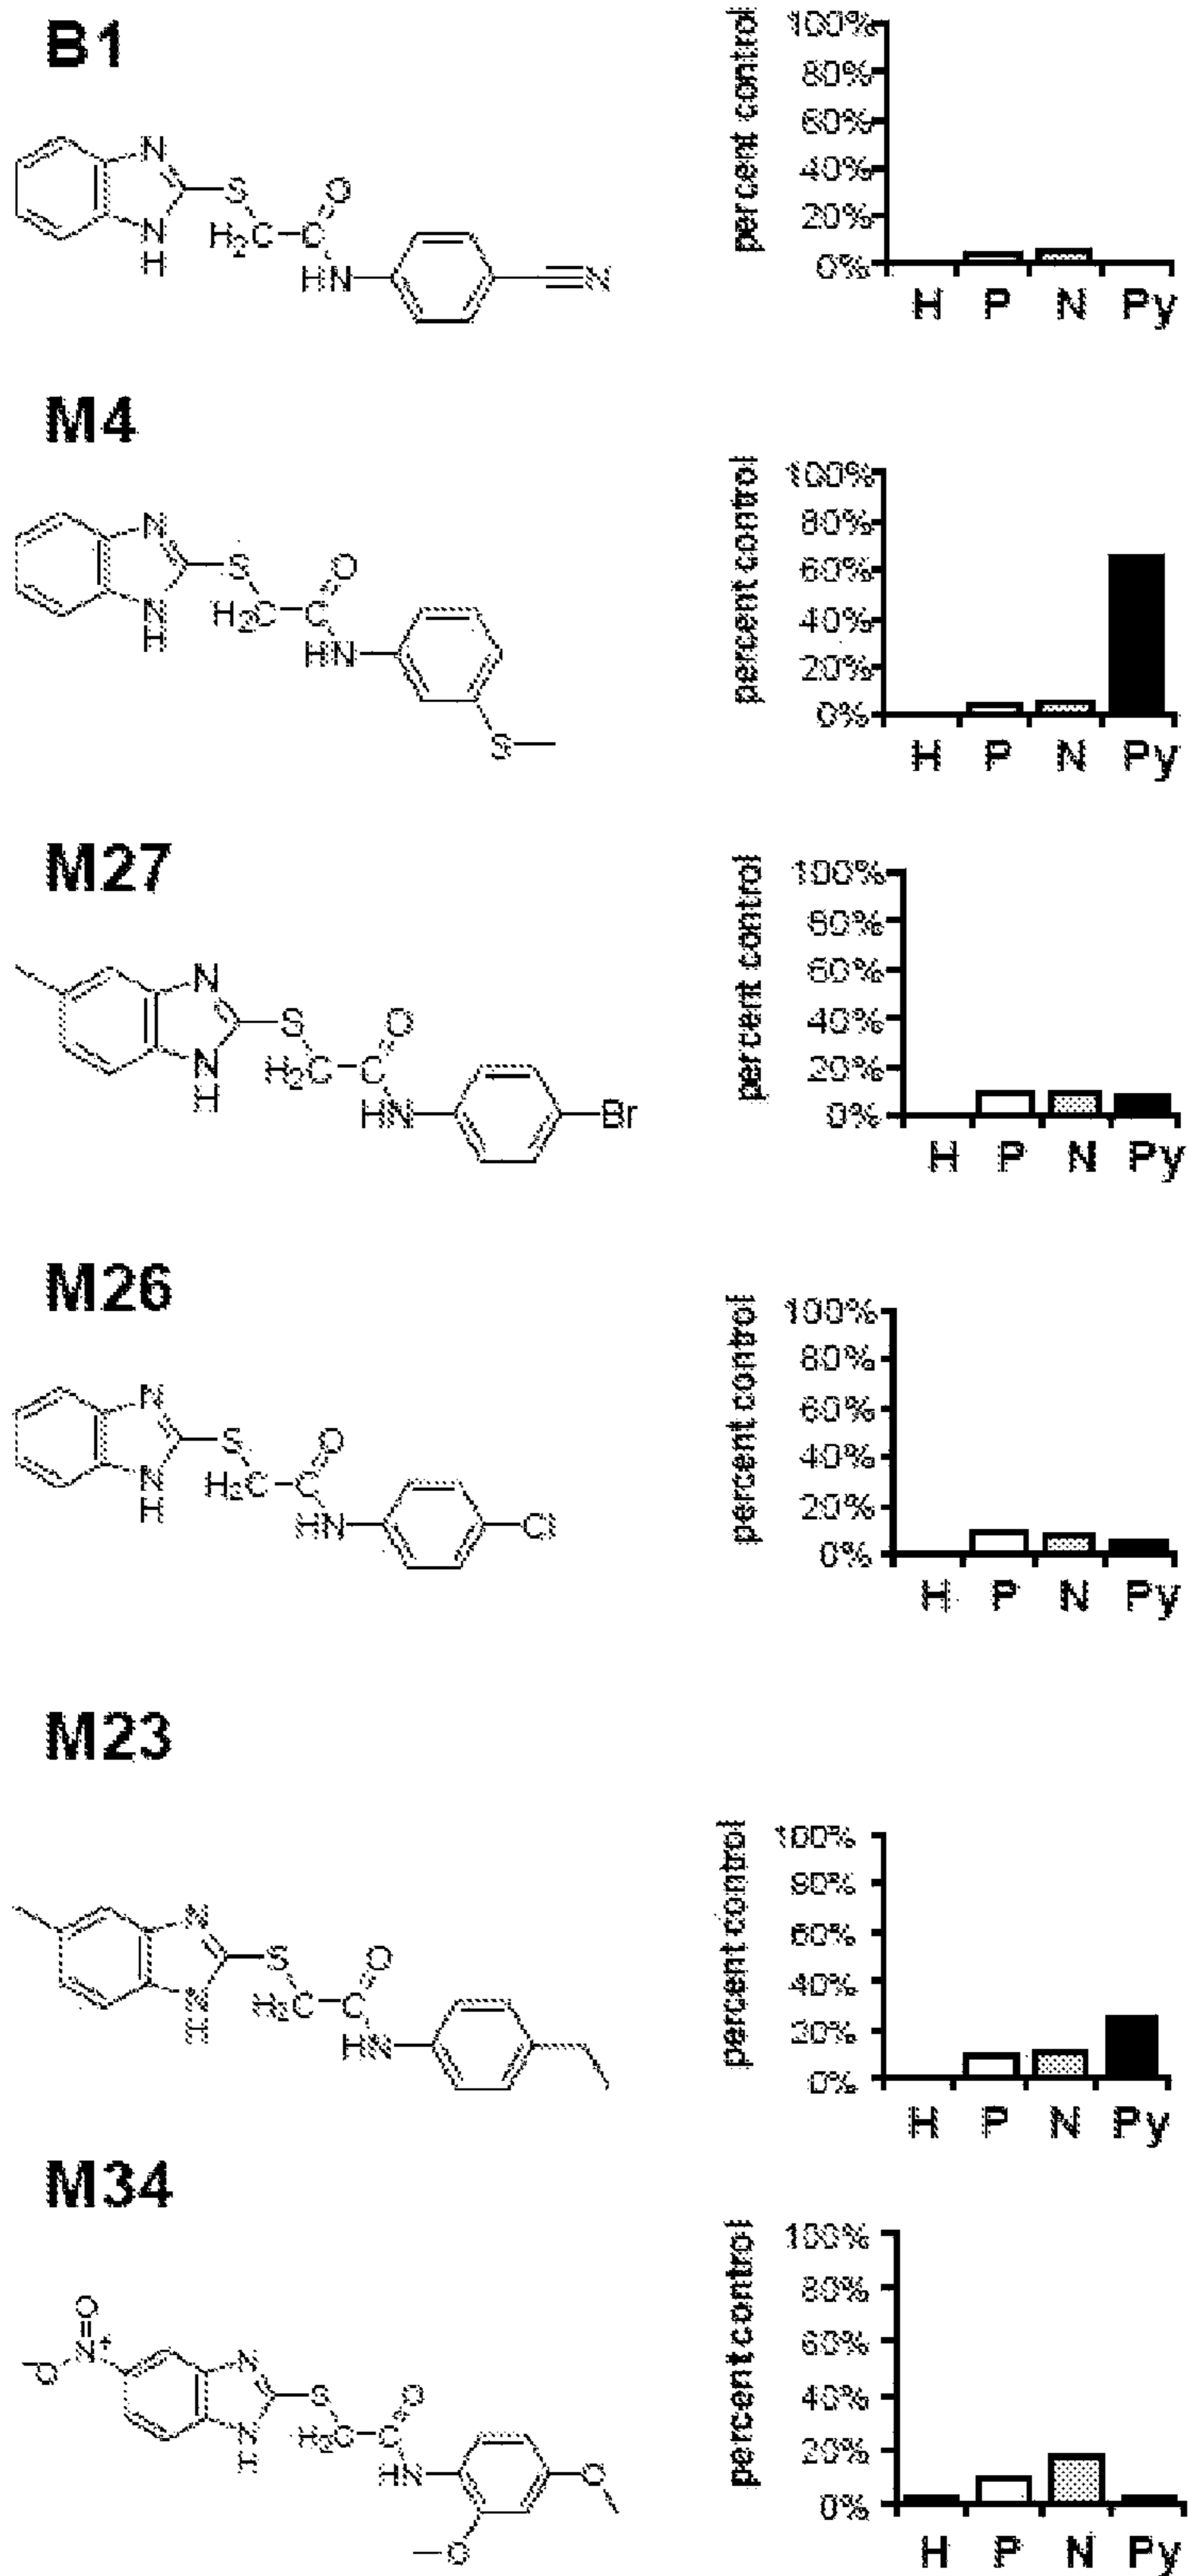 B1
N
N
H
S
H2C
C
O
HN
N
percent control
100%
80%
60%
40%
20%
0%
H P N Py
M4
N
N
H
S
H2C
C
O
HN
S
percent control
100%
80%
60%
40%
20%
0%
H P N Py
M27
N
N
H
S
H2C
C
O
HN
Br
percent control
100%
80%
60%
40%
20%
0%
H P N Py
M26
N
N
H
S
H2C
C
O
HN
Cl
percent control
100%
80%
60%
40%
20%
0%
H P N Py
M23
N
N
H
S
H2C
C
O
HN
percent control
100%
80%
60%
40%
20%
0%
H P N Py
M34
O
N+
-O
N
N
H
S
H2C
C
O
HN
O
O
percent control
100%
80%
60%
40%
20%
0%
H P N Py